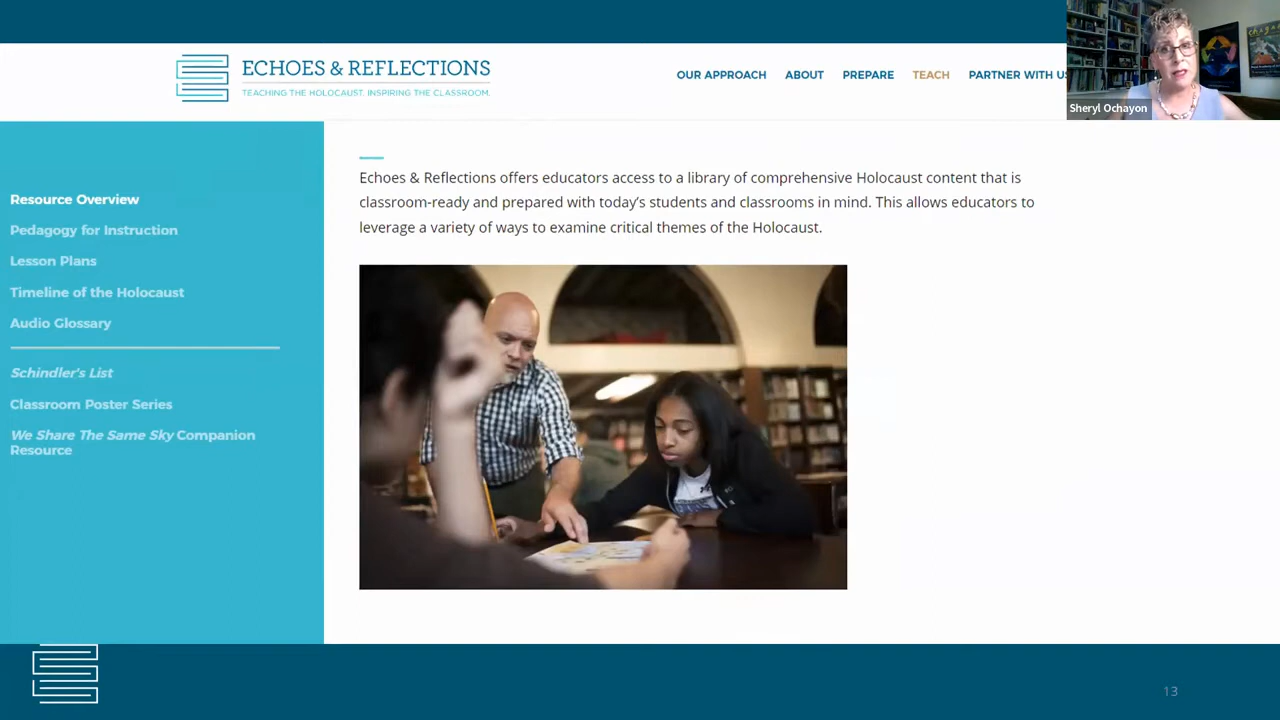 ECHOES & REFLECTIONS
TEACHING THE HOLOCAUST. INSPIRING THE CLASSROOM.
OUR APPROACH ABOUT PREPARE TEACH PARTNER WITH US
Sheryl Ochayon
Resource Overview
Pedagogy for Instruction
Lesson Plans
Timeline of the Holocaust
Audio Glossary
Schindler's List
Classroom Poster Series
We Share The Same Sky Companion
Resource
Echoes & Reflections offers educators access to a library of comprehensive Holocaust content that is
classroom-ready and prepared with today's students and classrooms in mind. This allows educators to
leverage a variety of ways to examine critical themes of the Holocaust.
13